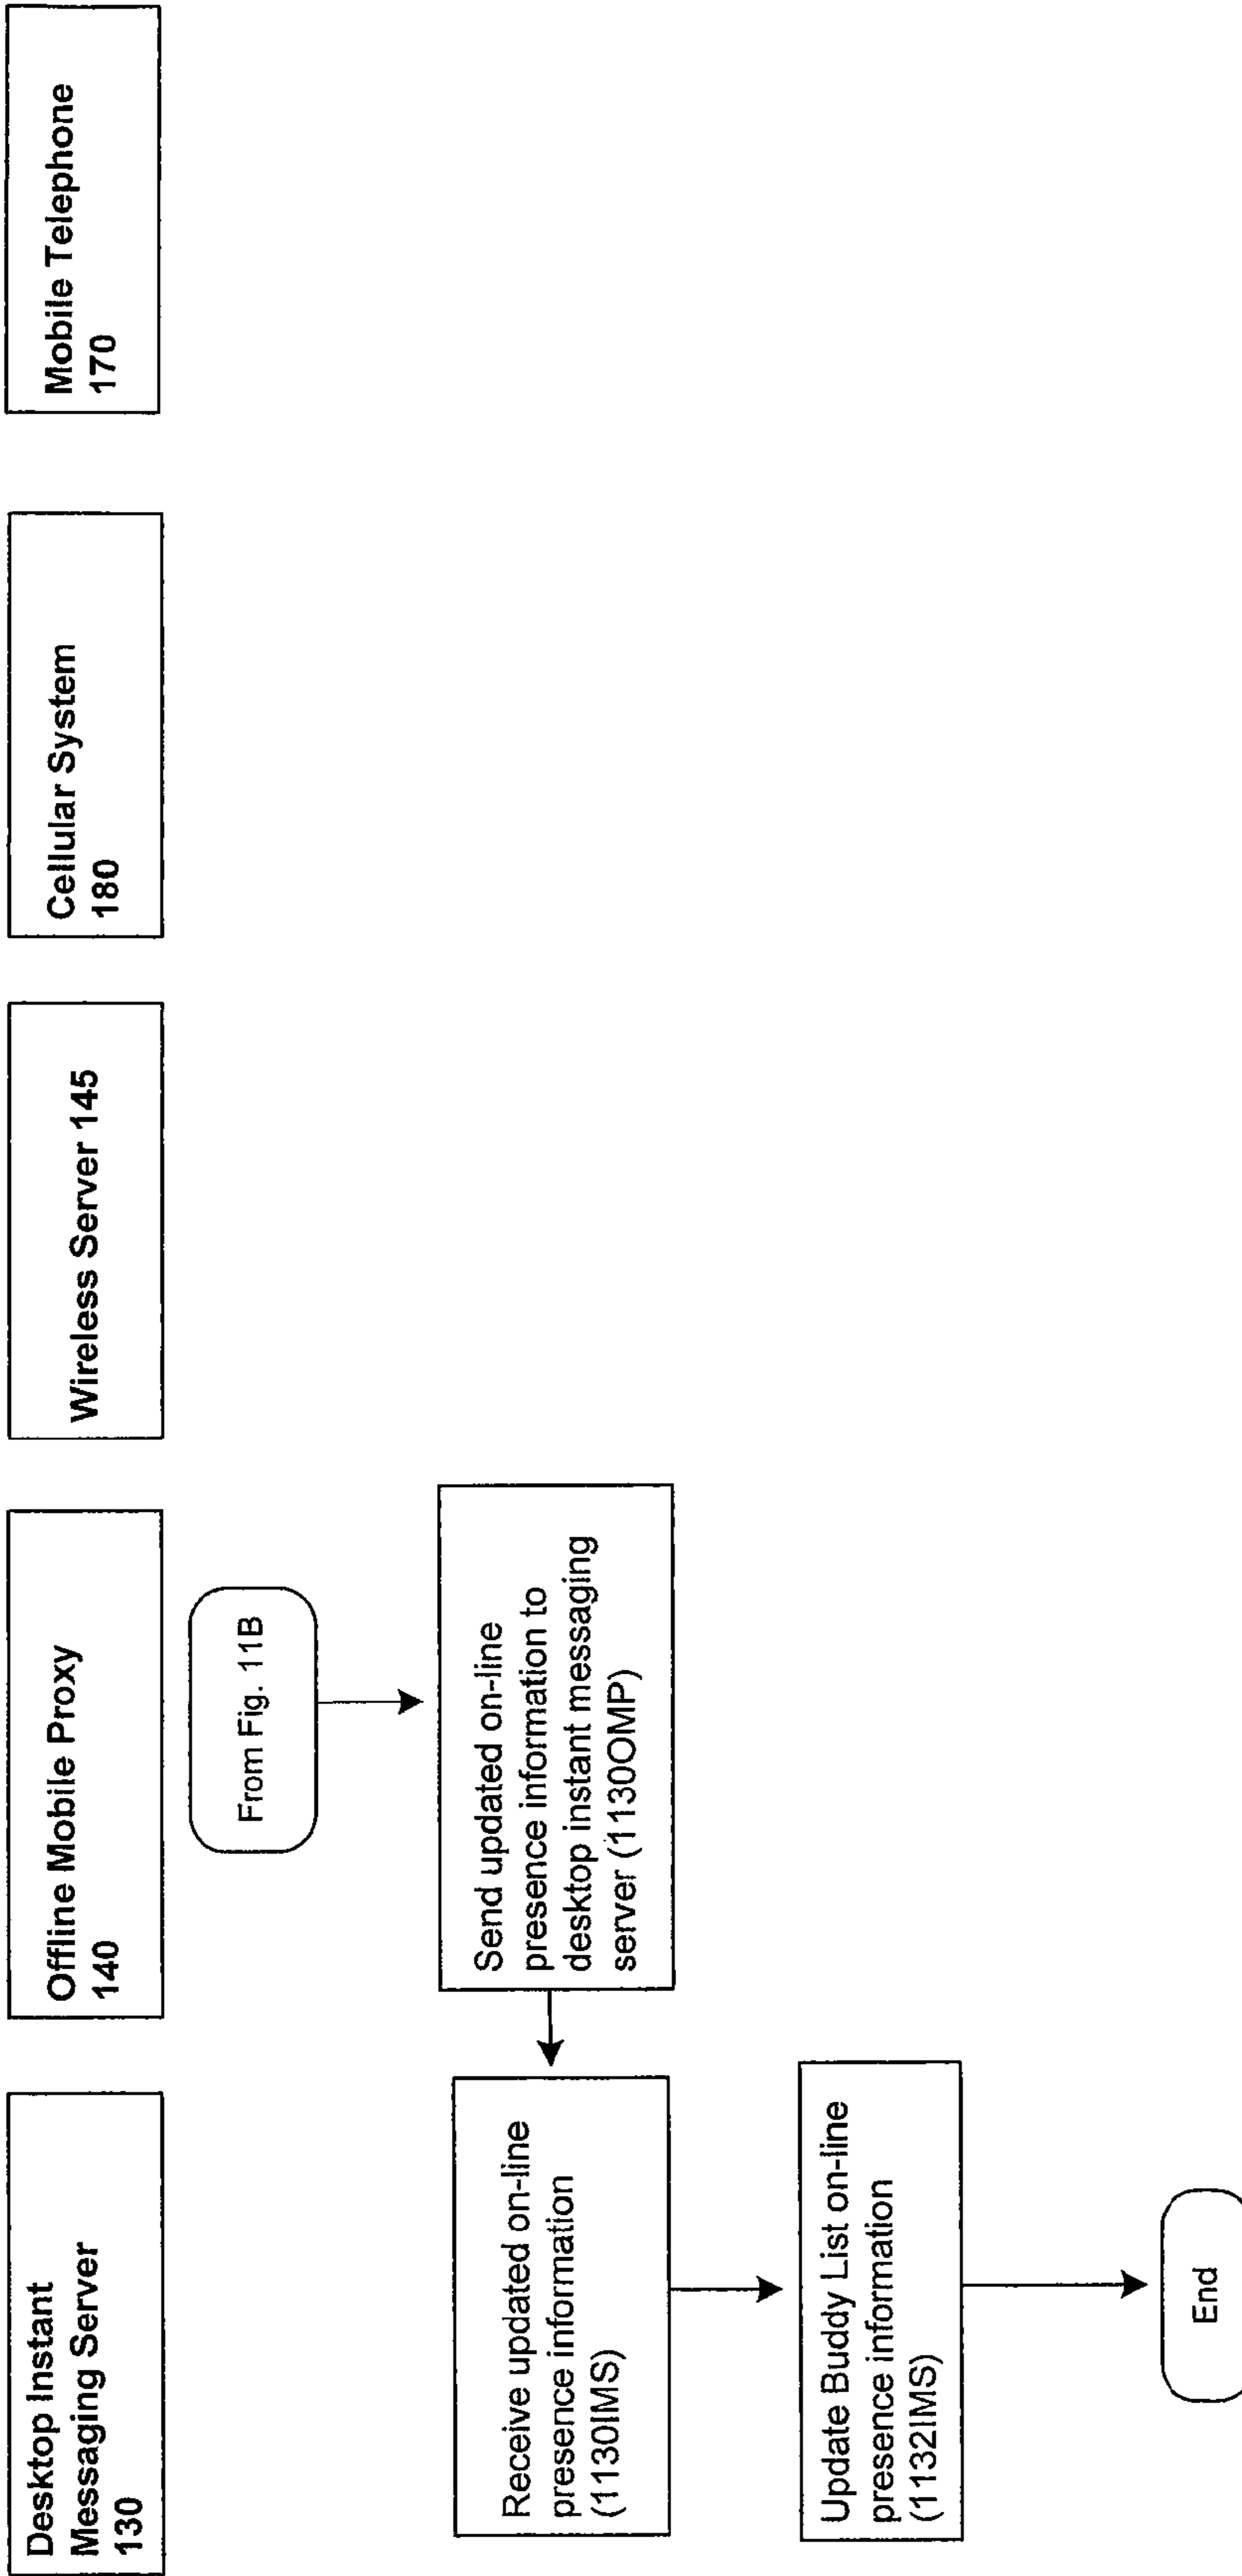 Desktop Instant
Messaging Server
130
Offline Mobile Proxy
140
Wireless Server 145
Cellular System
180
Mobile Telephone
170
From Fig. 11B
Send updated on-line
presence information to
desktop instant messaging
server (1130OMP)
Receive updated on-line
presence information
(1130IMS)
Update Buddy List on-line
presence information
(1132IMS)
End